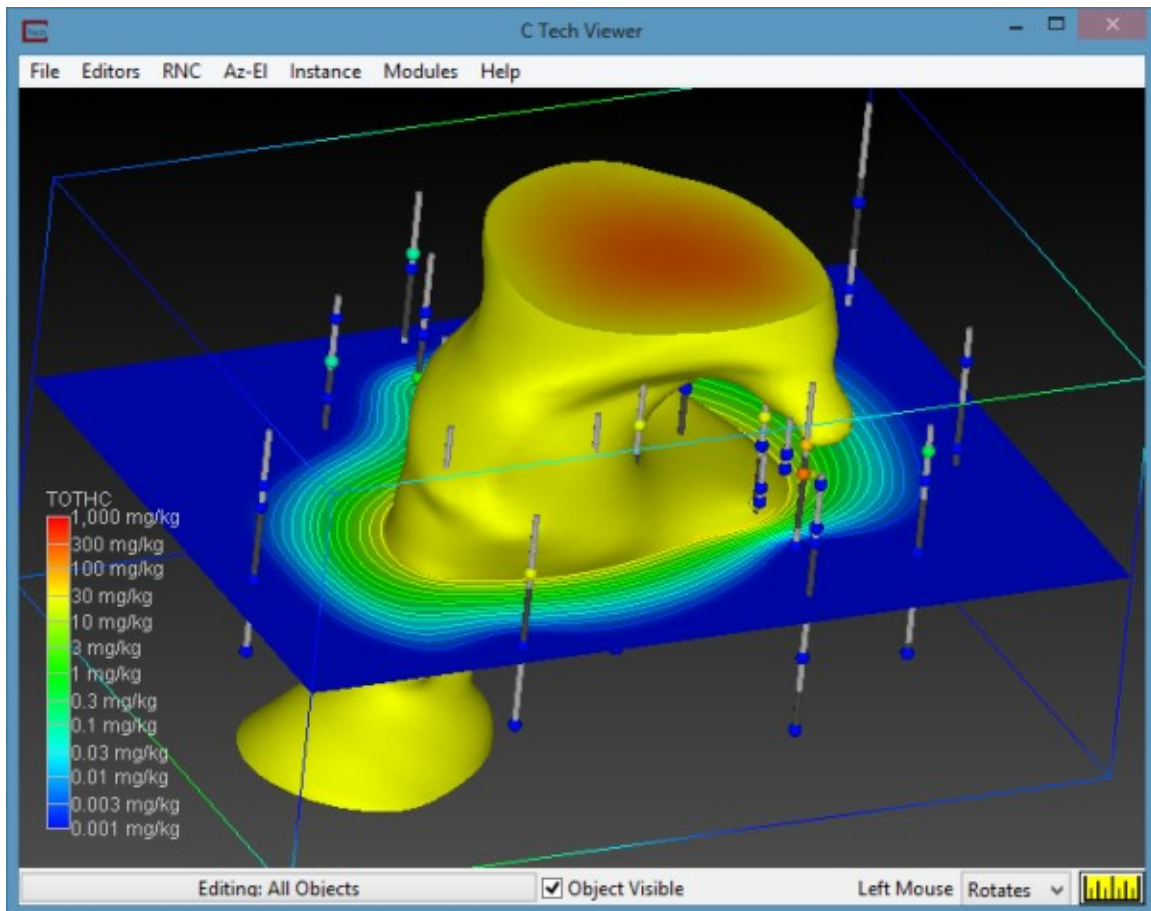 C Tech Viewer
File Editors RNC Az-El Instance Modules Help
TOTHC
1,000 mg/kg
300 mg/kg
100 mg/kg
30 mg/kg
10 mg/kg
3 mg/kg
1 mg/kg
0.3 mg/kg
0.1 mg/kg
0.03 mg/kg
0.01 mg/kg
0.003 mg/kg
0.001 mg/kg
Editing: All Objects Object Visible Left Mouse Rotates